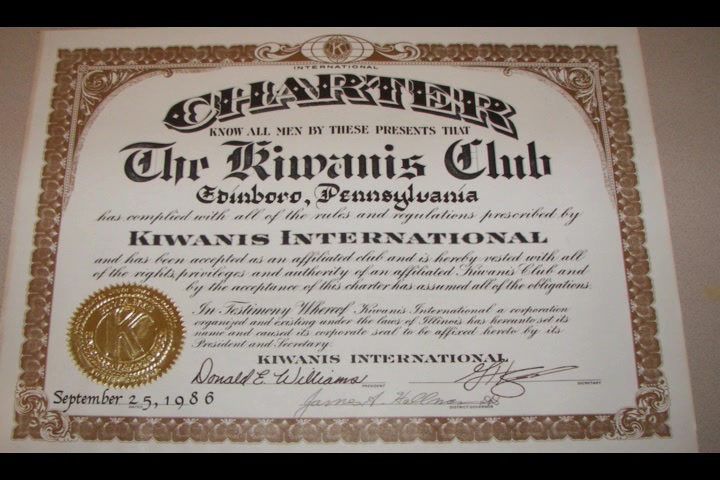 K
INTERNATIONAL
CHARTER
KNOW ALL MEN BY THESE PRESENTS THAT
The Kiwanis Club
Edinboro, Pennsylvania
has complied with all of the rules and regulations prescribed by
KIWANIS INTERNATIONAL
and has been accepted as an affiliated club and is hereby vested with all
of the rights, privileges and authority of an affiliated Kiwanis Club and
by the acceptance of this charter has assumed all of the obligations.
In Testimony Whereof Kiwanis International a corporation
organized and existing under the laws of Illinois has hereunto set its
name and caused its corporate seal to be affixed hereto by its
President and Secretary.
KIWANIS INTERNATIONAL
K
Donald E. Williams
PRESIDENT
SECRETARY
September 25, 1986
DATED
James A.
DISTRICT GOVERNOR